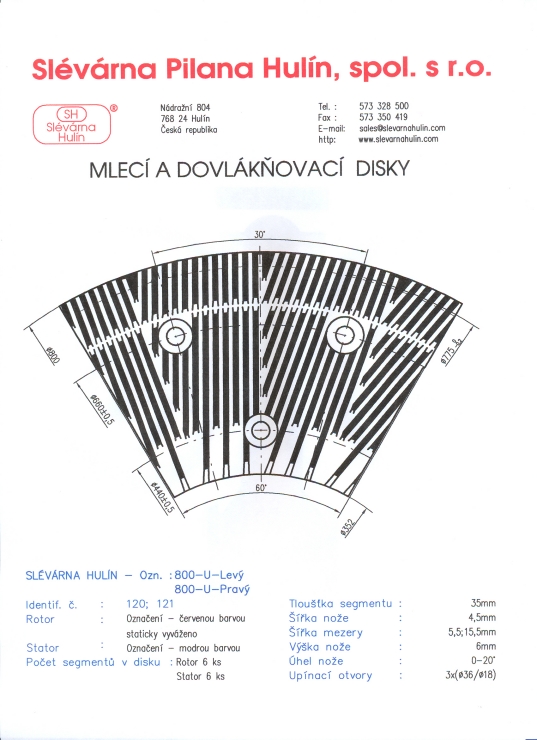 Slévárna Pilana Hulín, spol. s r.o.
SH
Slévárna
Hulín
®
Nádražní 804
768 24 Hulín
Česká republika
Tel. : 573 328 500
Fax : 573 350 419
E-mail: sales@slevarnahulin.com
http: www.slevarnahulin.com
MLECÍ A DOVLÁKŇOVACÍ DISKY
30°
ø800
ø775
ø660±0,5
ø440±0,5
60°
ø352
SLÉVÁRNA HULÍN – Ozn. : 800–U–Levý
800–U–Pravý
Identif. č. : 120; 121
Rotor : Označení – červenou barvou
staticky vyváženo
Stator : Označení – modrou barvou
Počet segmentů v disku : Rotor 6 ks
Stator 6 ks
Tloušťka segmentu : 35mm
Šířka nože : 4,5mm
Šířka mezery : 5,5;15,5mm
Výška nože : 6mm
Úhel nože : 0–20°
Upínací otvory : 3x(ø36/ø18)